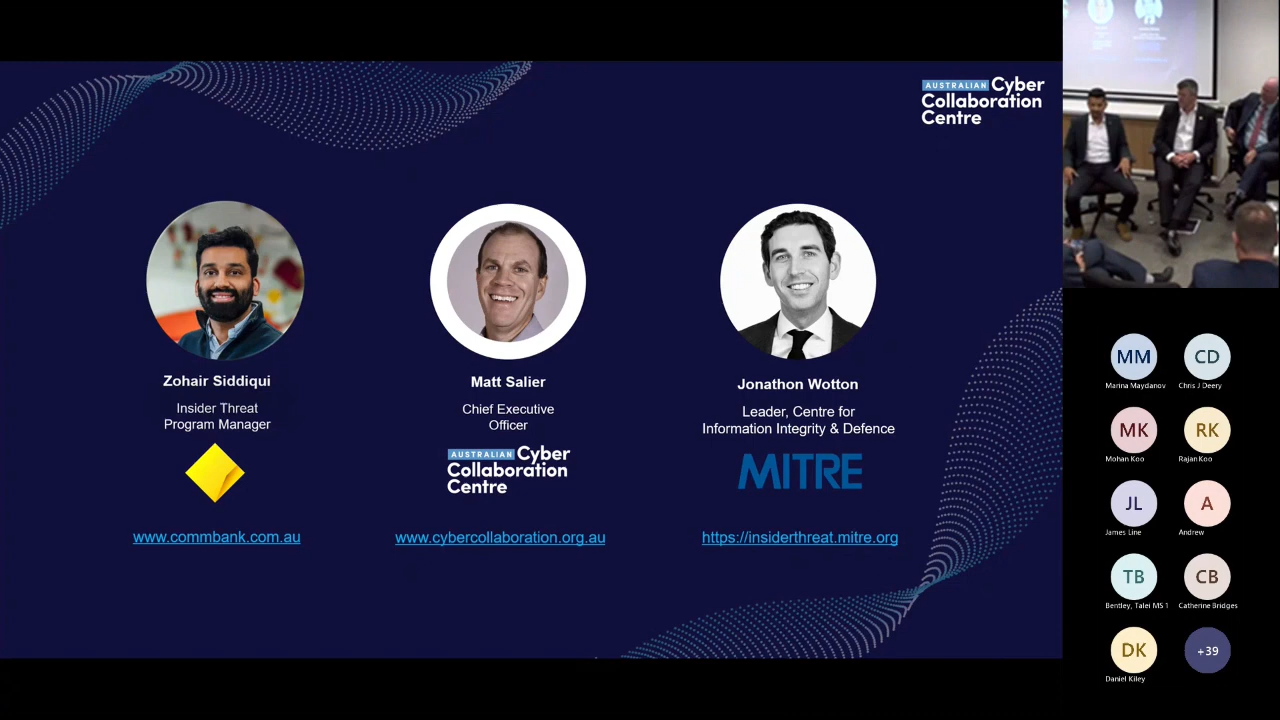 AUSTRALIAN Cyber
Collaboration
Centre
Zohair Siddiqui
Insider Threat
Program Manager
www.commbank.com.au
Matt Salier
Chief Executive
Officer
AUSTRALIAN Cyber
Collaboration
Centre
www.cybercollaboration.org.au
Jonathon Wotton
Leader, Centre for
Information Integrity & Defence
MITRE
https://insiderthreat.mitre.org
MM
Marina Maydanov
CD
Chris J Deery
MK
Mohan Koo
RK
Rajan Koo
JL
James Line
A
Andrew
TB
Bentley, Talei MS 1
CB
Catherine Bridges
DK
Daniel Kiley
+39